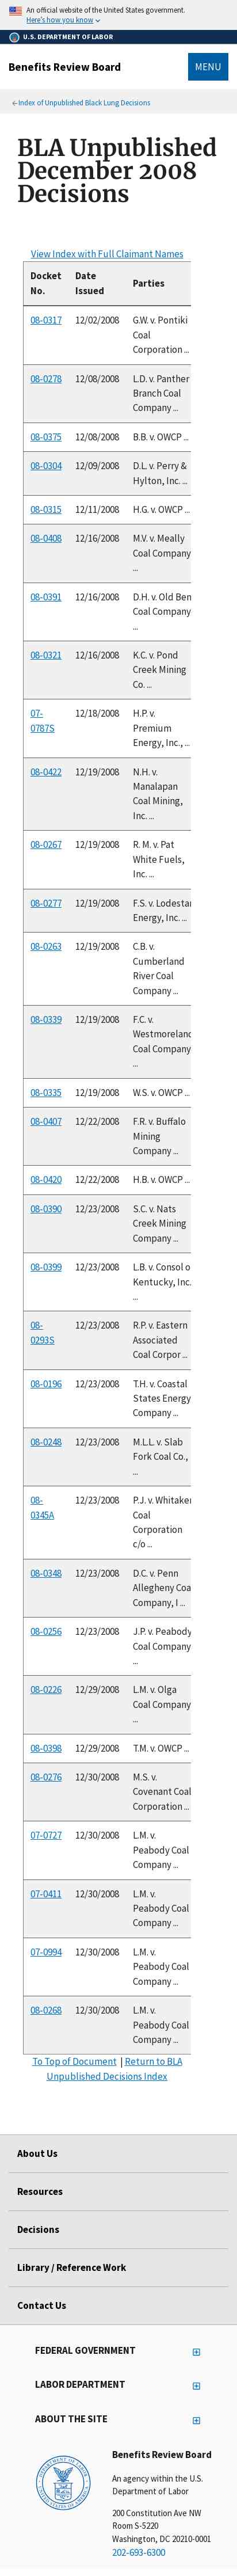 An official website of the United States government.
Here's how you know
U.S. DEPARTMENT OF LABOR
Benefits Review Board
MENU
Index of Unpublished Black Lung Decisions
BLA Unpublished
December 2008
Decisions
View Index with Full Claimant Names
Docket Date Parties
No. Issued
08-0317 12/02/2008 G.W. v. Pontiki
Coal
Corporation ...
08-0278 12/08/2008 L.D. v. Panther
Branch Coal
Company ...
08-0375 12/08/2008 B.B. v. OWCP ...
08-0304 12/09/2008 D.L. v. Perry &
Hylton, Inc. ...
08-0315 12/11/2008 H.G. v. OWCP ...
08-0408 12/16/2008 M.V. v. Meally
Coal Company
...
08-0391 12/16/2008 D.H. v. Old Ben
Coal Company
...
08-0321 12/16/2008 K.C. v. Pond
Creek Mining
Co. ...
07- 12/18/2008 H.P. v.
0787S Premium
Energy, Inc., ...
08-0422 12/19/2008 N.H. v.
Manalapan
Coal Mining,
Inc. ...
08-0267 12/19/2008 R. M. v. Pat
White Fuels,
Inc. ...
08-0277 12/19/2008 F.S. v. Lodestar
Energy, Inc. ...
08-0263 12/19/2008 C.B. v.
Cumberland
River Coal
Company ...
08-0339 12/19/2008 F.C. v.
Westmoreland
Coal Company
...
08-0335 12/19/2008 W.S. v. OWCP ...
08-0407 12/22/2008 F.R. v. Buffalo
Mining
Company ...
08-0420 12/22/2008 H.B. v. OWCP ...
08-0390 12/23/2008 S.C. v. Nats
Creek Mining
Company ...
08-0399 12/23/2008 L.B. v. Consol o
Kentucky, Inc.
...
08- 12/23/2008 R.P. v. Eastern
0293S Associated
Coal Corpor ...
08-0196 12/23/2008 T.H. v. Coastal
States Energy
Company ...
08-0248 12/23/2008 M.L.L. v. Slab
Fork Coal Co.,
...
08- 12/23/2008 P.J. v. Whitaker
0345A Coal
Corporation
c/o ...
08-0348 12/23/2008 D.C. v. Penn
Allegheny Coa
Company, I ...
08-0256 12/23/2008 J.P. v. Peabody
Coal Company
...
08-0226 12/29/2008 L.M. v. Olga
Coal Company
...
08-0398 12/29/2008 T.M. v. OWCP ...
08-0276 12/30/2008 M.S. v.
Covenant Coal
Corporation ...
07-0727 12/30/2008 L.M. v.
Peabody Coal
Company ...
07-0411 12/30/2008 L.M. v.
Peabody Coal
Company ...
07-0994 12/30/2008 L.M. v.
Peabody Coal
Company ...
08-0268 12/30/2008 L.M. v.
Peabody Coal
Company ...
To Top of Document | Return to BLA
Unpublished Decisions Index
About Us
Resources
Decisions
Library / Reference Work
Contact Us
FEDERAL GOVERNMENT
LABOR DEPARTMENT
ABOUT THE SITE
Benefits Review Board
An agency within the U.S.
Department of Labor
200 Constitution Ave NW
Room S-5220
Washington, DC 20210-0001
202-693-6300